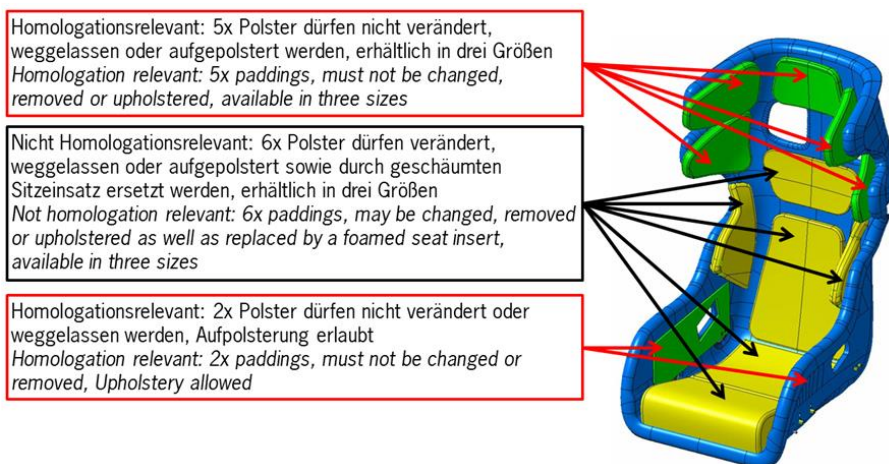 Homologationsrelevant: 5x Polster dürfen nicht verändert,
weggelassen oder aufgepolstert werden, erhältlich in drei Größen
Homologation relevant: 5x paddings, must not be changed,
removed or upholstered, available in three sizes
Nicht Homologationsrelevant: 6x Polster dürfen verändert,
weggelassen oder aufgepolstert sowie durch geschäumten
Sitzeinsatz ersetzt werden, erhältlich in drei Größen
Not homologation relevant: 6x paddings, may be changed, removed
or upholstered as well as replaced by a foamed seat insert,
available in three sizes
Homologationsrelevant: 2x Polster dürfen nicht verändert oder
weggelassen werden, Aufpolsterung erlaubt
Homologation relevant: 2x paddings, must not be changed or
removed, Upholstery allowed